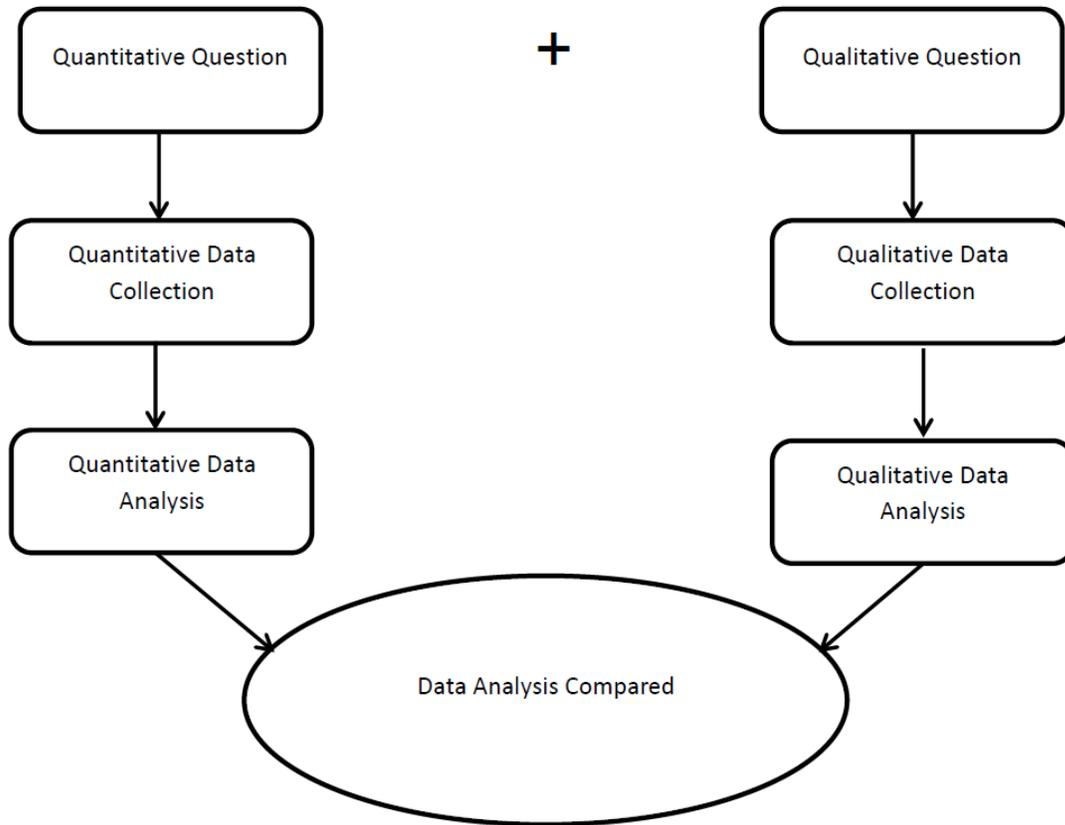 Quantitative Question
+
Qualitative Question
Quantitative Data
Collection
Qualitative Data
Collection
Quantitative Data
Analysis
Qualitative Data
Analysis
Data Analysis Compared